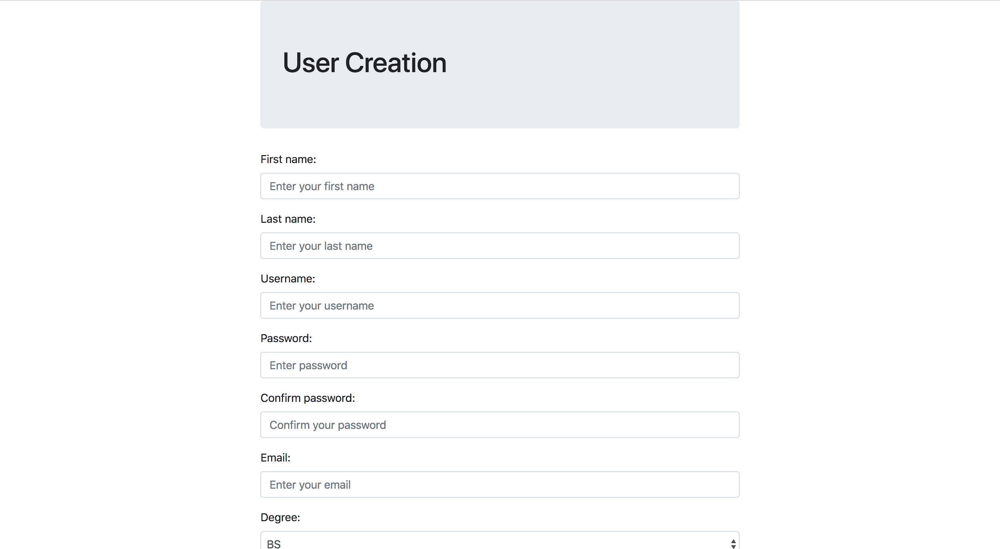 User Creation
First name:
Enter your first name
Last name:
Enter your last name
Username:
Enter your username
Password:
Enter password
Confirm password:
Confirm your password
Email:
Enter your email
Degree:
BS